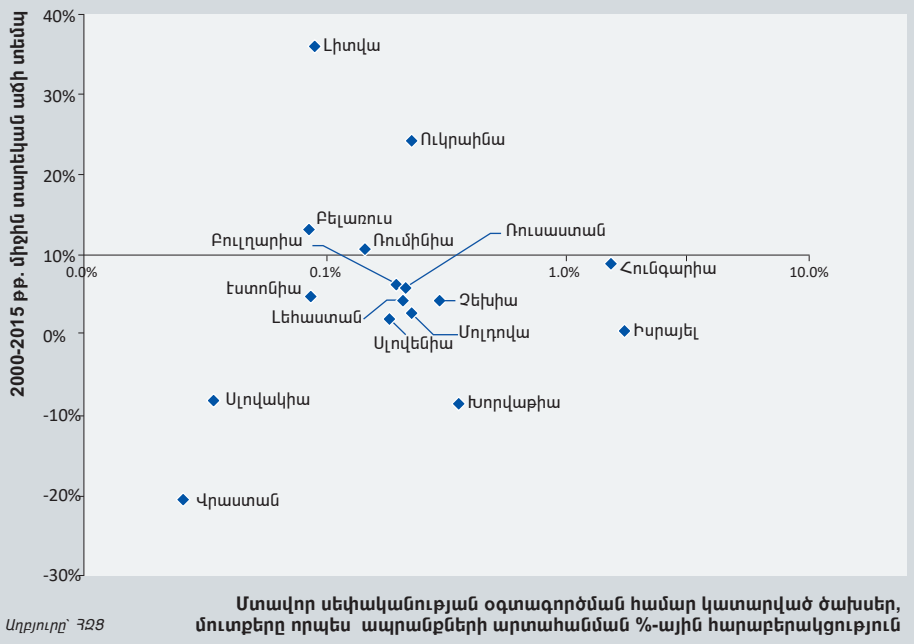 2000-2015 թթ. միջին տարեկան աճի տեմպ
40%
30%
20%
10%
0%
-10%
-20%
-30%
0.0%
0.1%
1.0%
10.0%
Լիտվա
Ուկրաինա
Բելառուս
Բուլղարիա
Ռումինիա
Ռուսաստան
Հունգարիա
Էստոնիա
Չեխիա
Լեհաստան
Մոլդովա
Սլովենիա
Իսրայել
Սլովակիա
Խորվաթիա
Վրաստան
Մտավոր սեփականության օգտագործման համար կատարված ծախսեր,
մուտքերը որպես ապրանքների արտահանման %-ային հարաբերակցություն
Աղբյուրը՝ ՀԶՑ